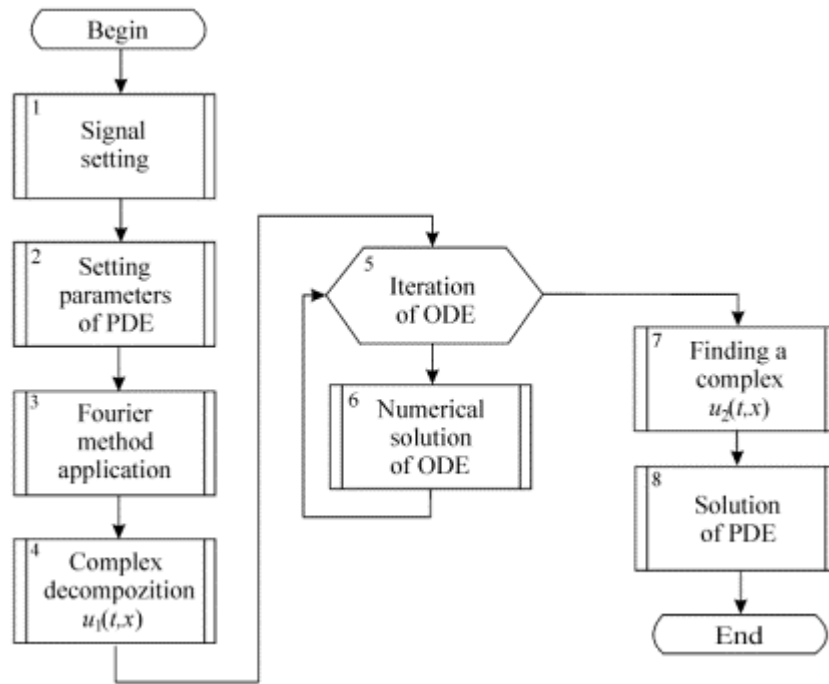 Begin
1
Signal
setting
2
Setting
parameters
of PDE
3
Fourier
method
application
4
Complex
decompozition
u₁(t,x)
5
Iteration
of ODE
6
Numerical
solution
of ODE
7
Finding a
complex
u₂(t,x)
8
Solution
of PDE
End